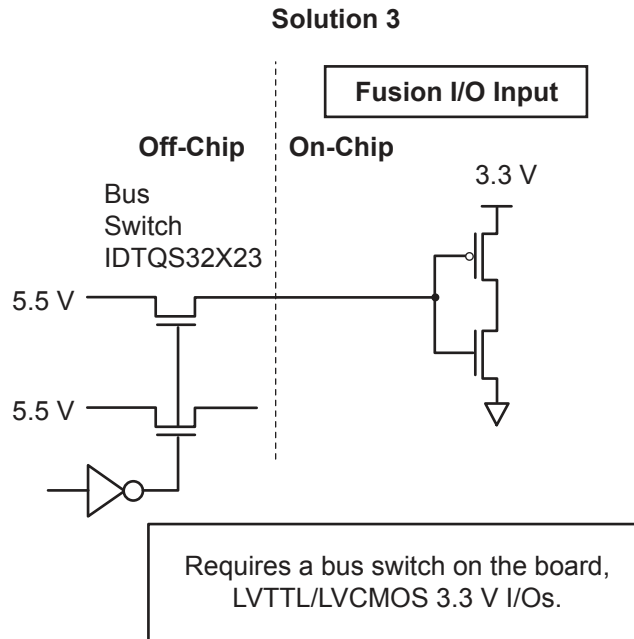 Solution 3
Fusion I/O Input
Off-Chip
On-Chip
3.3 V
Bus
Switch
IDTQS32X23
5.5 V
5.5 V
Requires a bus switch on the board,
LVTTL/LVCMOS 3.3 V I/Os.